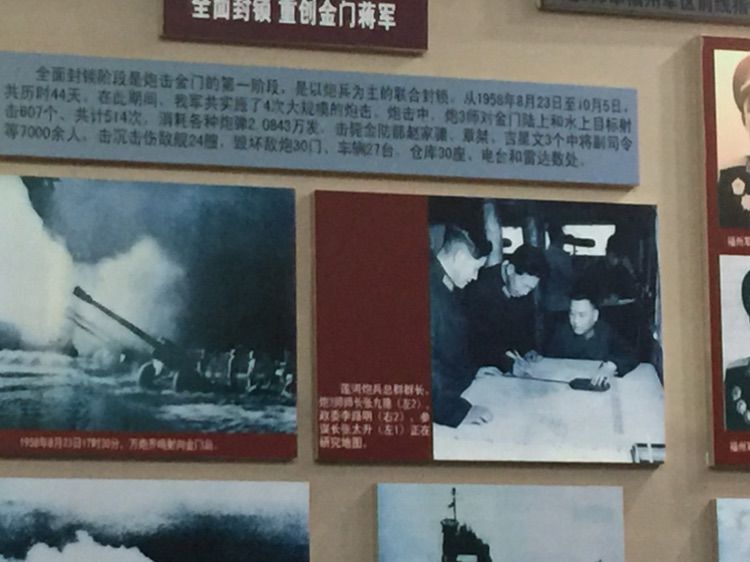 全面封锁 重创金门蒋军
全面封锁阶段是炮击金门的第一阶段，是以炮兵为主的联合封锁。从1958年8月23日至10月5日，
共历时44天。在此期间，我军共实施了4次大规模的炮击。炮击中，炮3师对金门陆上和水上目标射
击607个、共计514次，消耗各种炮弹2.0843万发。击毙金防部赵家骧、章杰、吉星文3个中将副司令
等7000余人。击沉击伤敌舰24艘，毁坏敌炮30门、车辆27台、仓库30座、电台和雷达数处。
1958年8月23日17时30分，万炮齐鸣射向金门岛。
莲河炮兵总群群长、
炮3师师长张九
（左2）、
政委李路明（右2）、参
谋长张太升（左1）正在
研究地图。
福州军
福州